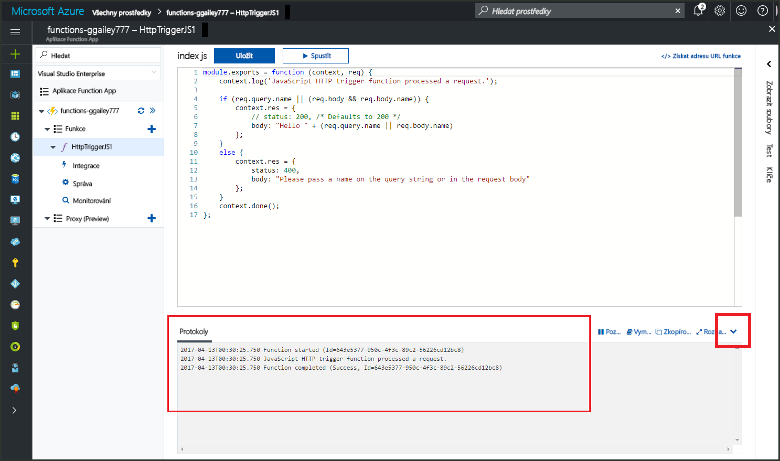 Microsoft Azure Všechny prostředky > functions-ggailey777 – HttpTriggerJS1
Hledat prostředky
2
functions-ggailey777 – HttpTriggerJS1
Aplikace Function App
Hledat
Visual Studio Enterprise
Aplikace Function App
functions-ggailey777
Funkce
HttpTriggerJS1
Integrace
Správa
Monitorování
Proxy (Preview)
index.js
Uložit
Spustit
</> Získat adresu URL funkce
1 module.exports = function (context, req) {
2 context.log('JavaScript HTTP trigger function processed a request.');
3
4 if (req.query.name || (req.body && req.body.name)) {
5 context.res = {
6 // status: 200, /* Defaults to 200 */
7 body: "Hello " + (req.query.name || req.body.name)
8 };
9 }
10 else {
11 context.res = {
12 status: 400,
13 body: "Please pass a name on the query string or in the request body"
14 };
15 }
16 context.done();
17 };
Zobrazit soubory
Test
Klíče
Protokoly
Poz... Vym... Zkopíro...
2017-04-13T00:30:25.750 Function started (Id=643e5377-950c-4f3c-89c2-56226cd12bc8)
2017-04-13T00:30:25.750 JavaScript HTTP trigger function processed a request.
2017-04-13T00:30:25.750 Function completed (Success, Id=643e5377-950c-4f3c-89c2-56226cd12bc8)